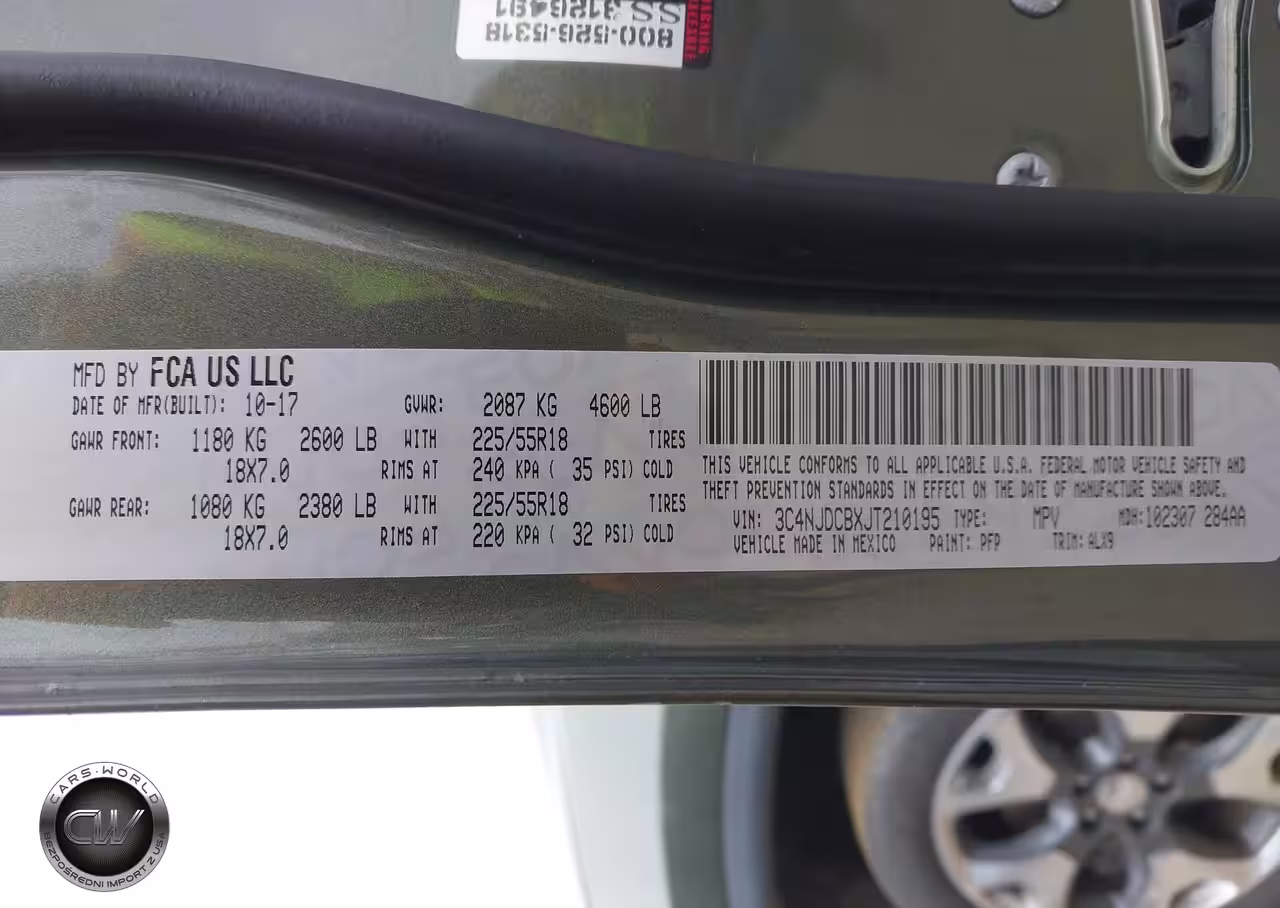 800-526-5318
SS 3126491
MFD BY FCA US LLC
DATE OF MFR(BUILT): 10-17 GVWR: 2087 KG 4600 LB
GAWR FRONT: 1180 KG 2600 LB WITH 225/55R18 TIRES
18X7.0 RIMS AT 240 KPA ( 35 PSI) COLD
GAWR REAR: 1080 KG 2380 LB WITH 225/55R18 TIRES
18X7.0 RIMS AT 220 KPA ( 32 PSI) COLD
THIS VEHICLE CONFORMS TO ALL APPLICABLE U.S.A. FEDERAL MOTOR VEHICLE SAFETY AND
THEFT PREVENTION STANDARDS IN EFFECT ON THE DATE OF MANUFACTURE SHOWN ABOVE.
VIN: 3C4NJDCBXJT210195 TYPE: MPV MDH:102307 284AA
VEHICLE MADE IN MEXICO PAINT: PFP TRIM: ALX9
CARS-WORLD
CW
BEZPOŚREDNI IMPORT Z USA